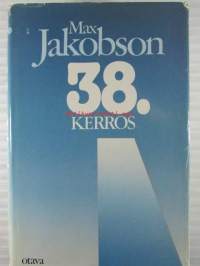 Max
Jakobson
38.
KERROS
otava